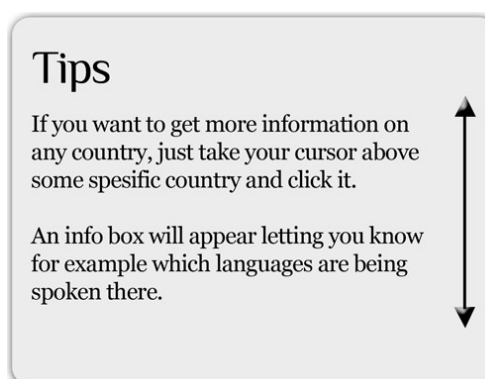 Tips
If you want to get more information on
any country, just take your cursor above
some spesific country and click it.
An info box will appear letting you know
for example which languages are being
spoken there.